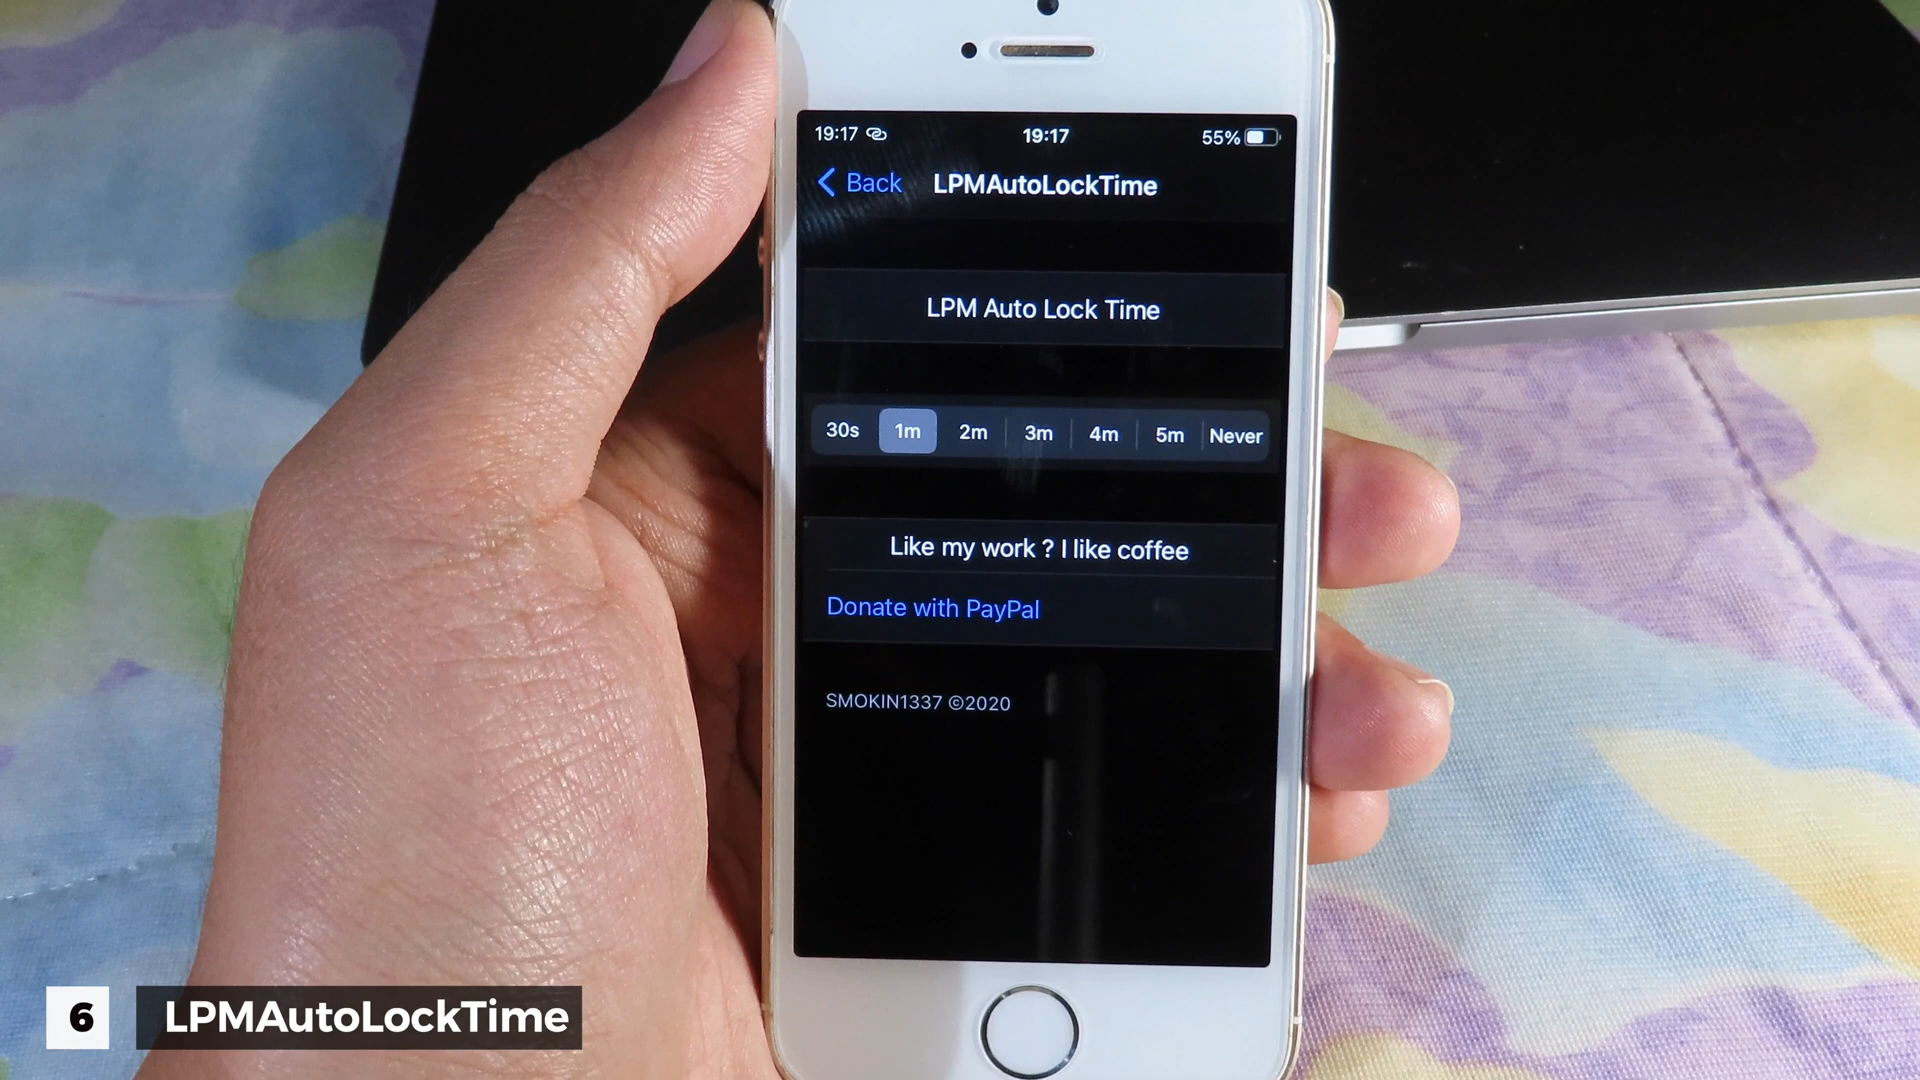 19:17 19:17 55%
Back LPMAutoLockTime
LPM Auto Lock Time
30s 1m 2m 3m 4m 5m Never
Like my work ? I like coffee
Donate with PayPal
SMOKIN1337 ©2020
6 LPMAutoLockTime